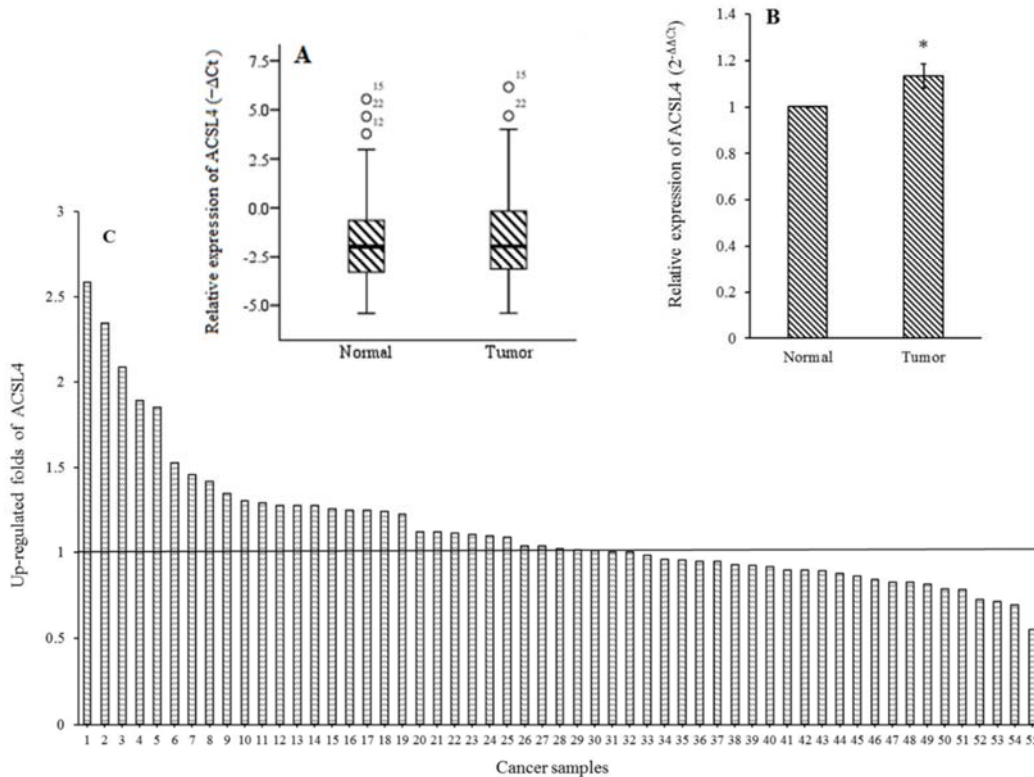 A
Relative expression of ACSL4 (−ΔCt)
7.5
5.0
2.5
0.0
-2.5
-5.0
15
22
12
15
22
Normal Tumor
B
Relative expression of ACSL4 (2-ΔΔCt)
1.4
1.2
1
0.8
0.6
0.4
0.2
0
*
Normal Tumor
C
Up-regulated folds of ACSL4
3
2.5
2
1.5
1
0.5
0
1 2 3 4 5 6 7 8 9 10 11 12 13 14 15 16 17 18 19 20 21 22 23 24 25 26 27 28 29 30 31 32 33 34 35 36 37 38 39 40 41 42 43 44 45 46 47 48 49 50 51 52 53 54
Cancer samples